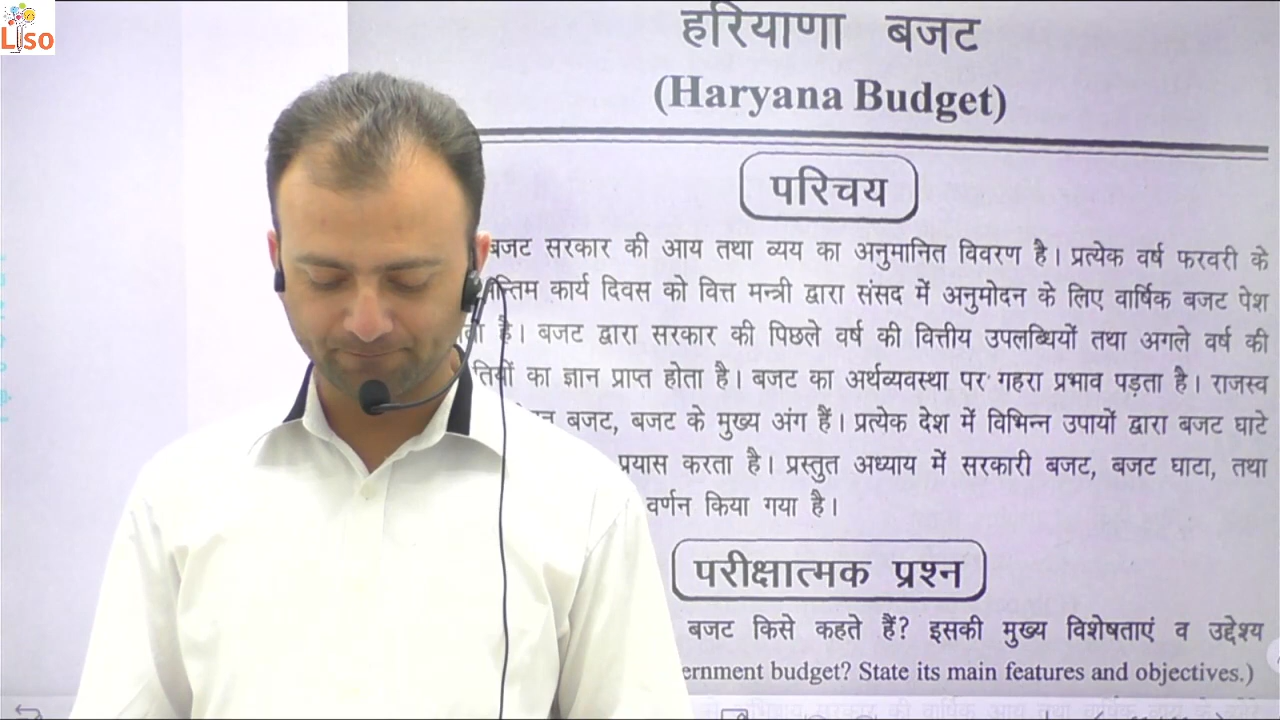 Liso
हरियाणा बजट
(Haryana Budget)
परिचय
बजट सरकार की आय तथा व्यय का अनुमानित विवरण है। प्रत्येक वर्ष फरवरी के
कार्य दिवस को वित्त मन्त्री द्वारा संसद में अनुमोदन के लिए वार्षिक बजट पेश
है। बजट द्वारा सरकार की पिछले वर्ष की वित्तीय उपलब्धियों तथा अगले वर्ष की
का ज्ञान प्राप्त होता है। बजट का अर्थव्यवस्था पर गहरा प्रभाव पड़ता है। राजस्व
बजट, बजट के मुख्य अंग हैं। प्रत्येक देश में विभिन्न उपायों द्वारा बजट घाटे
प्रयास करता है। प्रस्तुत अध्याय में सरकारी बजट, बजट घाटा, तथा
वर्णन किया गया है।
परीक्षात्मक प्रश्न
बजट किसे कहते हैं? इसकी मुख्य विशेषताएं व उद्देश्य
ernment budget? State its main features and objectives.)